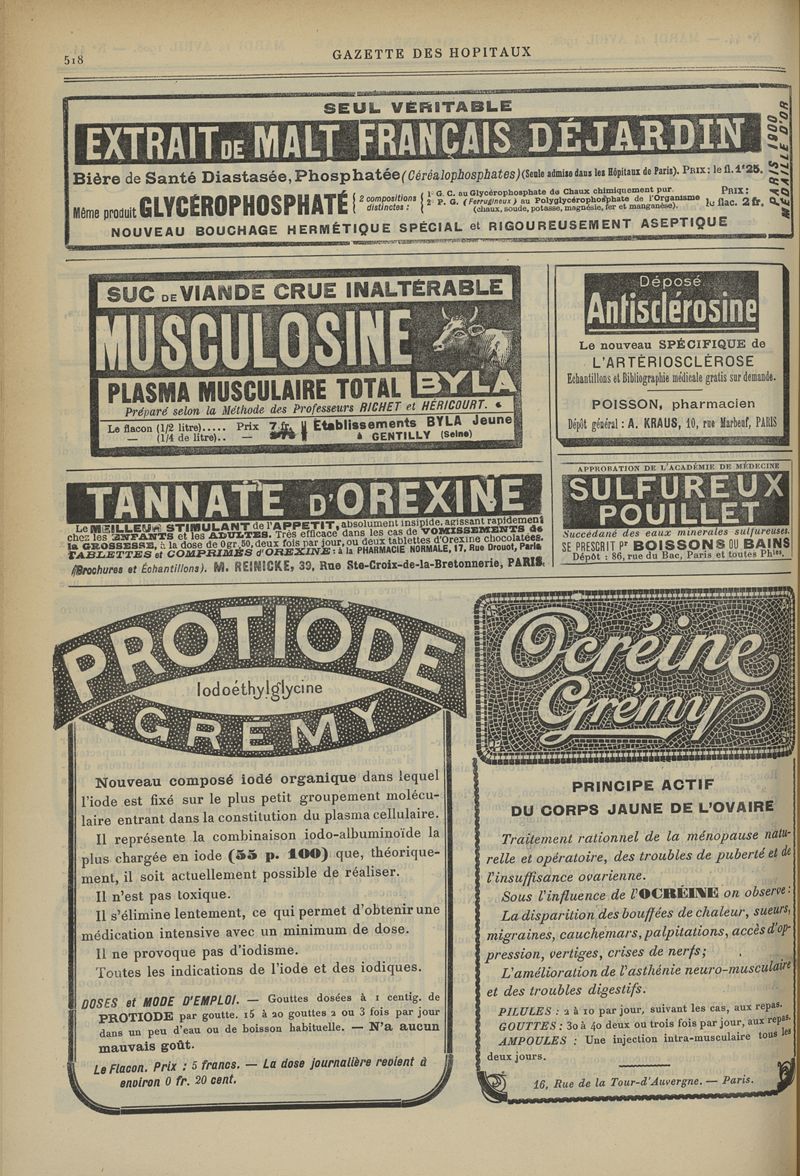 518
GAZETTE DES HOPITAUX
SEUL VÉRITABLE
EXTRAIT DE MALT FRANÇAIS DÉJARDIN
Bière de Santé Diastasée, Phosphatée (Céréalophosphates) (Seule admise dans les Hôpitaux de Paris). PRIX : le fl. 1f25.
Même produit GLYCÉROPHOSPHATÉ { 2 compositions distinctes :
1° G. C. au Glycérophosphate de Chaux chimiquement pur.
2° P. G. (Ferrugineux) au Polyglycérophosphate de l'Organisme
(chaux, soude, potasse, magnésie, fer et manganèse).
PRIX :
le flac. 2 fr.
NOUVEAU BOUCHAGE HERMÉTIQUE SPÉCIAL et RIGOUREUSEMENT ASEPTIQUE
PARIS 1900
MÉDAILLE D'OR
SUC DE VIANDE CRUE INALTÉRABLE
MUSCULOSINE
PLASMA MUSCULAIRE TOTAL BYLA
Préparé selon la Méthode des Professeurs RICHET et HÉRICOURT.
Le flacon (1/2 litre)..... Prix 7 fr.
— (1/4 de litre).. —
Établissements BYLA Jeune
à GENTILLY (Seine)
Déposé
Antisclérosine
Le nouveau SPÉCIFIQUE de
L'ARTÉRIOSCLÉROSE
Echantillons et Bibliographie médicale gratis sur demande.
POISSON, pharmacien
Dépôt général : A. KRAUS, 10, rue Marbeuf, PARIS
TANNATE D'OREXINE
Le MEILLEUR STIMULANT de l'APPETIT, absolument insipide, agissant rapidement
chez les ENFANTS et les ADULTES. Très efficace dans les cas de VOMISSEMENTS de
la GROSSESSE, à la dose de 0gr,50, deux fois par jour, ou deux tablettes d'Orexine chocolatées.
TABLETTES et COMPRIMÉS d'OREXINE : à la PHARMACIE NORMALE, 17, Rue Drouot, Paris
(Brochures et Échantillons). M. REINICKE, 39, Rue Ste-Croix-de-la-Bretonnerie, PARIS.
APPROBATION DE L'ACADÉMIE DE MÉDECINE
SULFUREUX
POUILLET
Succédané des eaux minérales sulfureuses.
SE PRESCRIT Pr BOISSONS OU BAINS
Dépôt : 86, rue du Bac, Paris et toutes Phies.
PROTIODE
Iodoéthylglycine
GRÉMY
Nouveau composé iodé organique dans lequel
l'iode est fixé sur le plus petit groupement molécu-
laire entrant dans la constitution du plasma cellulaire.
Il représente la combinaison iodo-albuminoïde la
plus chargée en iode (55 p. 100) que, théorique-
ment, il soit actuellement possible de réaliser.
Il n'est pas toxique.
Il s'élimine lentement, ce qui permet d'obtenir une
médication intensive avec un minimum de dose.
Il ne provoque pas d'iodisme.
Toutes les indications de l'iode et des iodiques.
DOSES et MODE D'EMPLOI. — Gouttes dosées à 1 centig. de
PROTIODE par goutte. 15 à 20 gouttes 2 ou 3 fois par jour
dans un peu d'eau ou de boisson habituelle. — N'a aucun
mauvais goût.
Le Flacon. Prix : 5 francs. — La dose journalière revient à
environ 0 fr. 20 cent.
Ocréine
Grémy
PRINCIPE ACTIF
DU CORPS JAUNE DE L'OVAIRE
Traitement rationnel de la ménopause natu-
relle et opératoire, des troubles de puberté et de
l'insuffisance ovarienne.
Sous l'influence de l'OCRÉINE on observe :
La disparition des bouffées de chaleur, sueurs,
migraines, cauchemars, palpitations, accès d'op-
pression, vertiges, crises de nerfs ;
L'amélioration de l'asthénie neuro-musculaire
et des troubles digestifs.
PILULES : 2 à 10 par jour, suivant les cas, aux repas.
GOUTTES : 30 à 40 deux ou trois fois par jour, aux repas.
AMPOULES : Une injection intra-musculaire tous les
deux jours.
16, Rue de la Tour-d'Auvergne. — Paris.